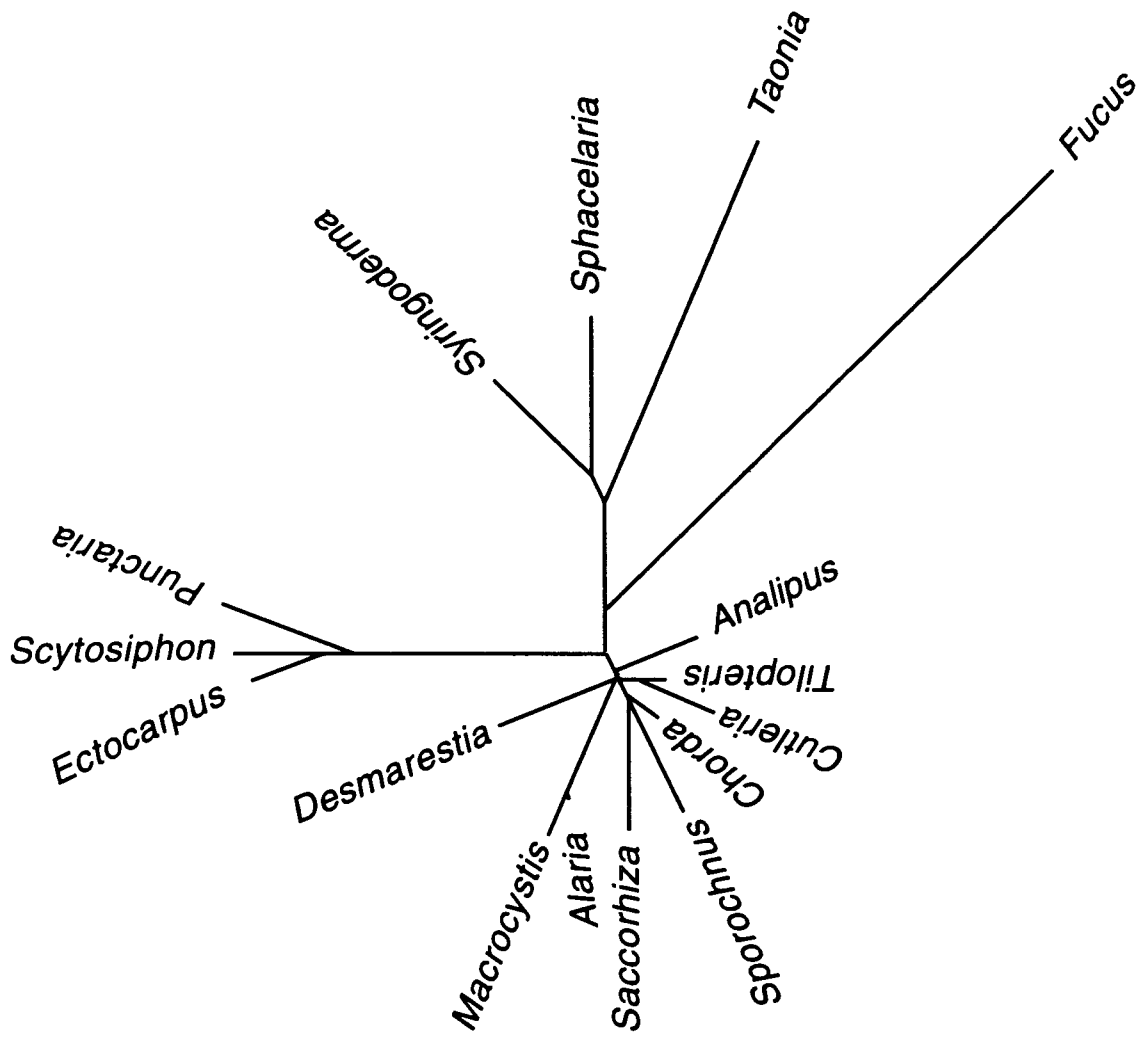 Taonia
Fucus
Sphacelaria
Syringoderma
Punctaria
Scytosiphon
Ectocarpus
Analipus
Tilopteris
Cutleria
Chorda
Desmarestia
Macrocystis
Alaria
Saccorhiza
Sporochnus